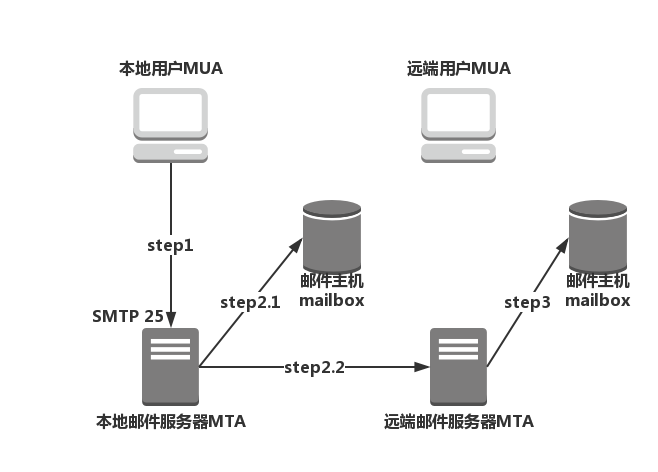 本地用户MUA
远端用户MUA
step1
邮件主机
mailbox
邮件主机
mailbox
step2.1
step3
SMTP 25
step2.2
本地邮件服务器MTA
远端邮件服务器MTA